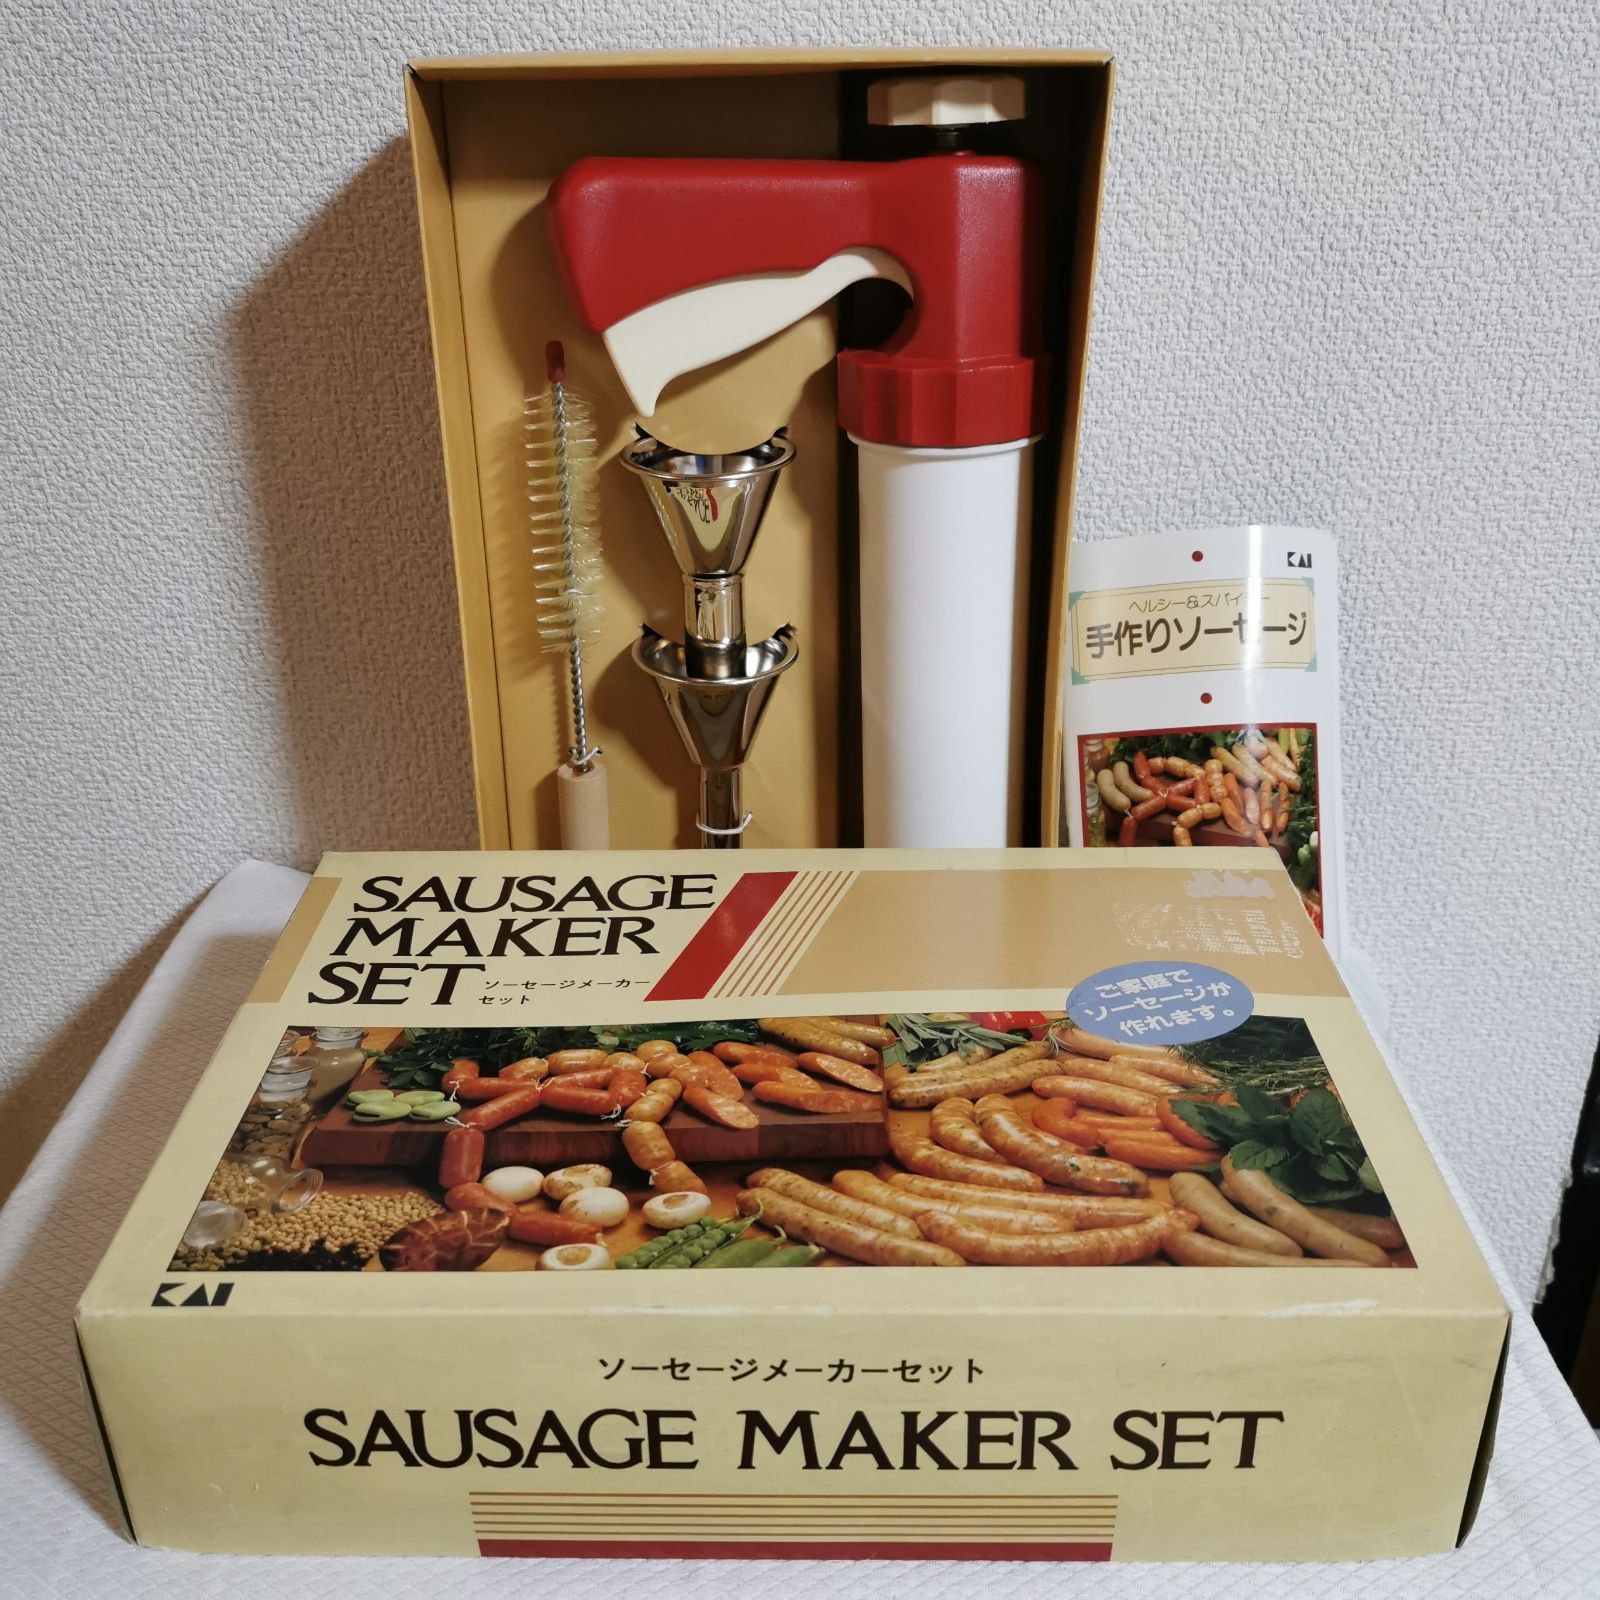 KAI
ヘルシー&スパイシー
手作りソーセージ
SAUSAGE
MAKER
SET
ソーセージメーカー
セット
ご家庭で
ソーセージが
作れます。
KAI
ソーセージメーカーセット
SAUSAGE MAKER SET